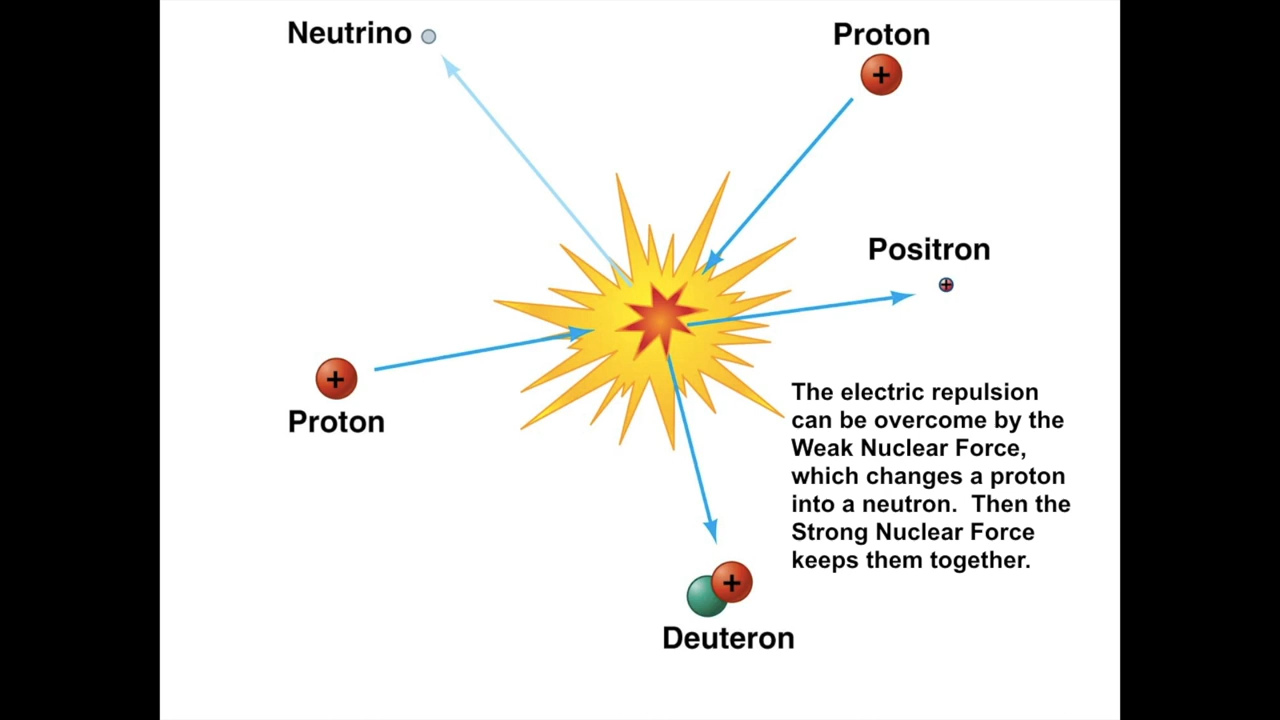 Neutrino
Proton
+
Positron
+
+
Proton
The electric repulsion
can be overcome by the
Weak Nuclear Force,
which changes a proton
into a neutron.  Then the
Strong Nuclear Force
keeps them together.
+
Deuteron